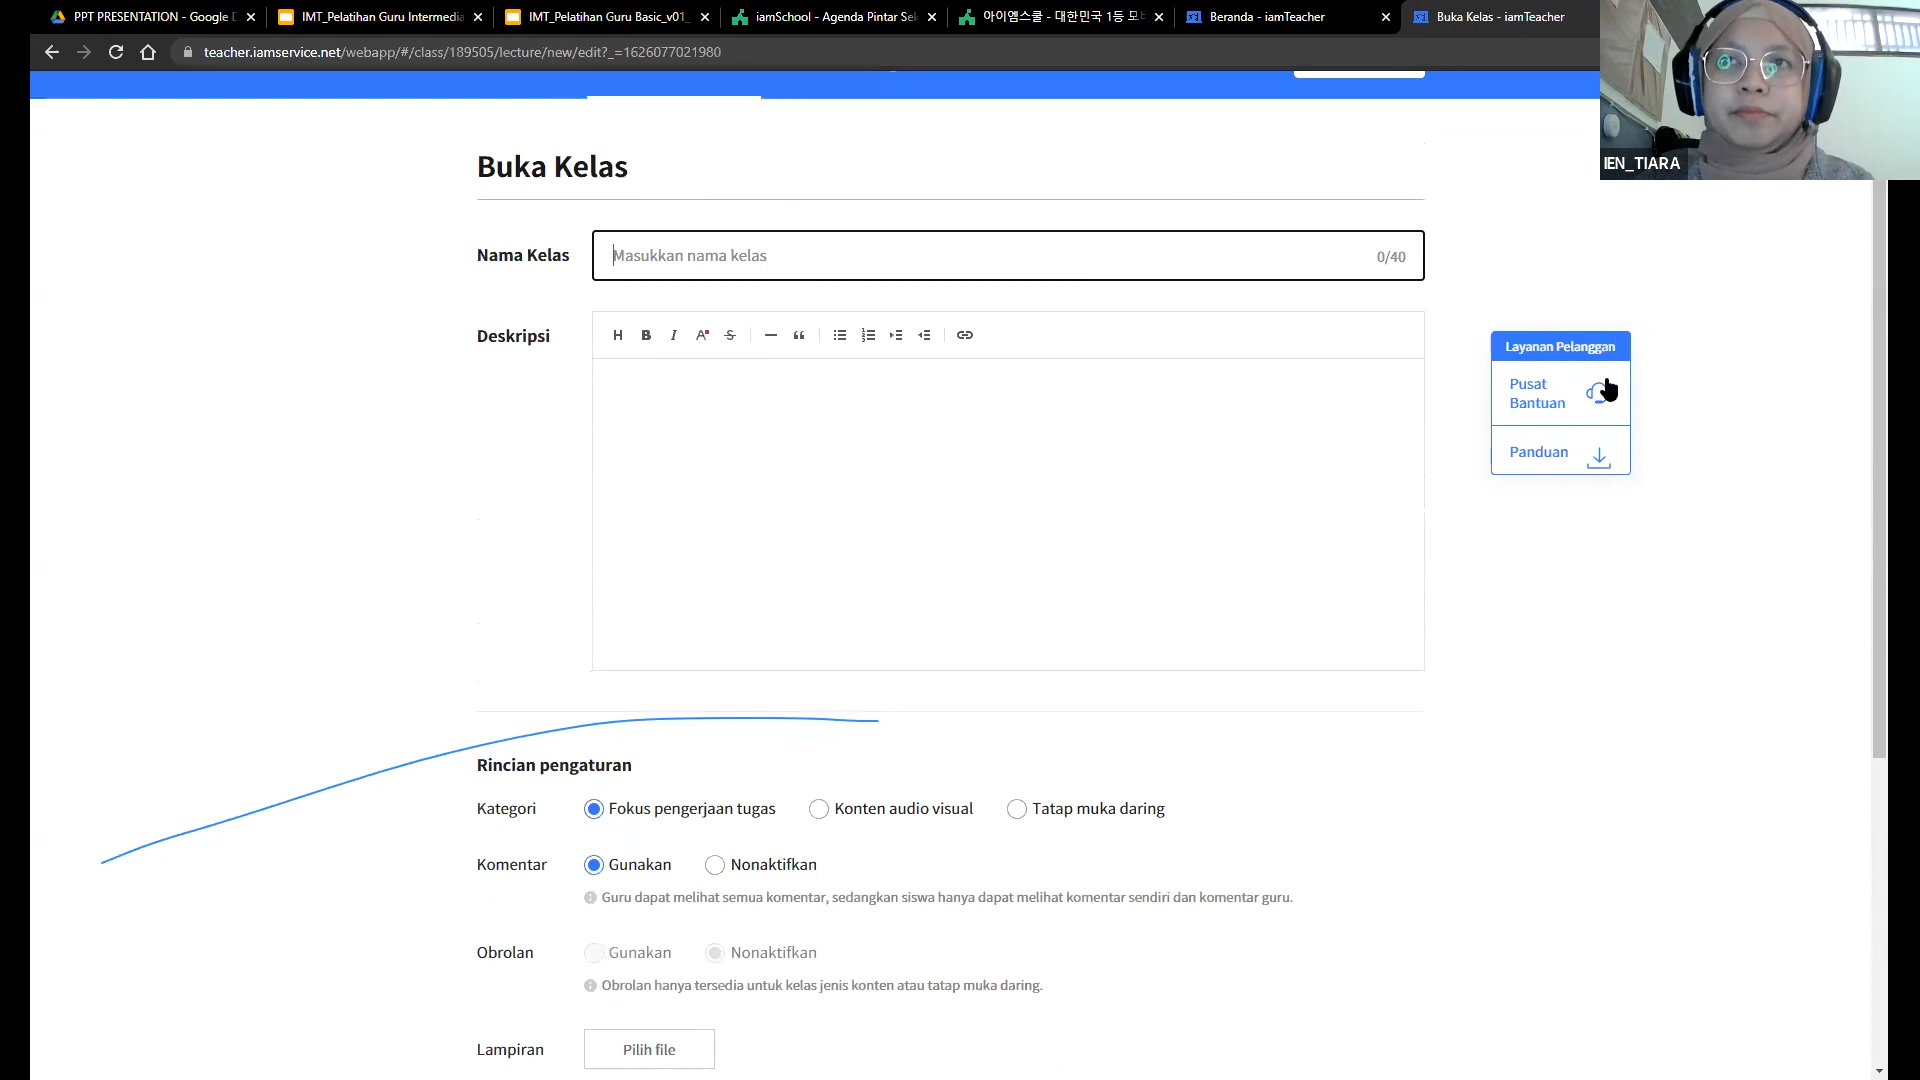 PPT PRESENTATION - Google D
IMT_Pelatihan Guru Intermedia
IMT_Pelatihan Guru Basic_v01_
iamSchool - Agenda Pintar Sek
아이엠스쿨 - 대한민국 1등 모바
Beranda - iamTeacher
Buka Kelas - iamTeacher
teacher.iamservice.net/webapp/#/class/189505/lecture/new/edit?_=1626077021980
IEN_TIARA
Buka Kelas
Nama Kelas
Masukkan nama kelas
0/40
Deskripsi
H B I A S
Layanan Pelanggan
Pusat
Bantuan
Panduan
Rincian pengaturan
Kategori
Fokus pengerjaan tugas
Konten audio visual
Tatap muka daring
Komentar
Gunakan
Nonaktifkan
Guru dapat melihat semua komentar, sedangkan siswa hanya dapat melihat komentar sendiri dan komentar guru.
Obrolan
Gunakan
Nonaktifkan
Obrolan hanya tersedia untuk kelas jenis konten atau tatap muka daring.
Lampiran
Pilih file